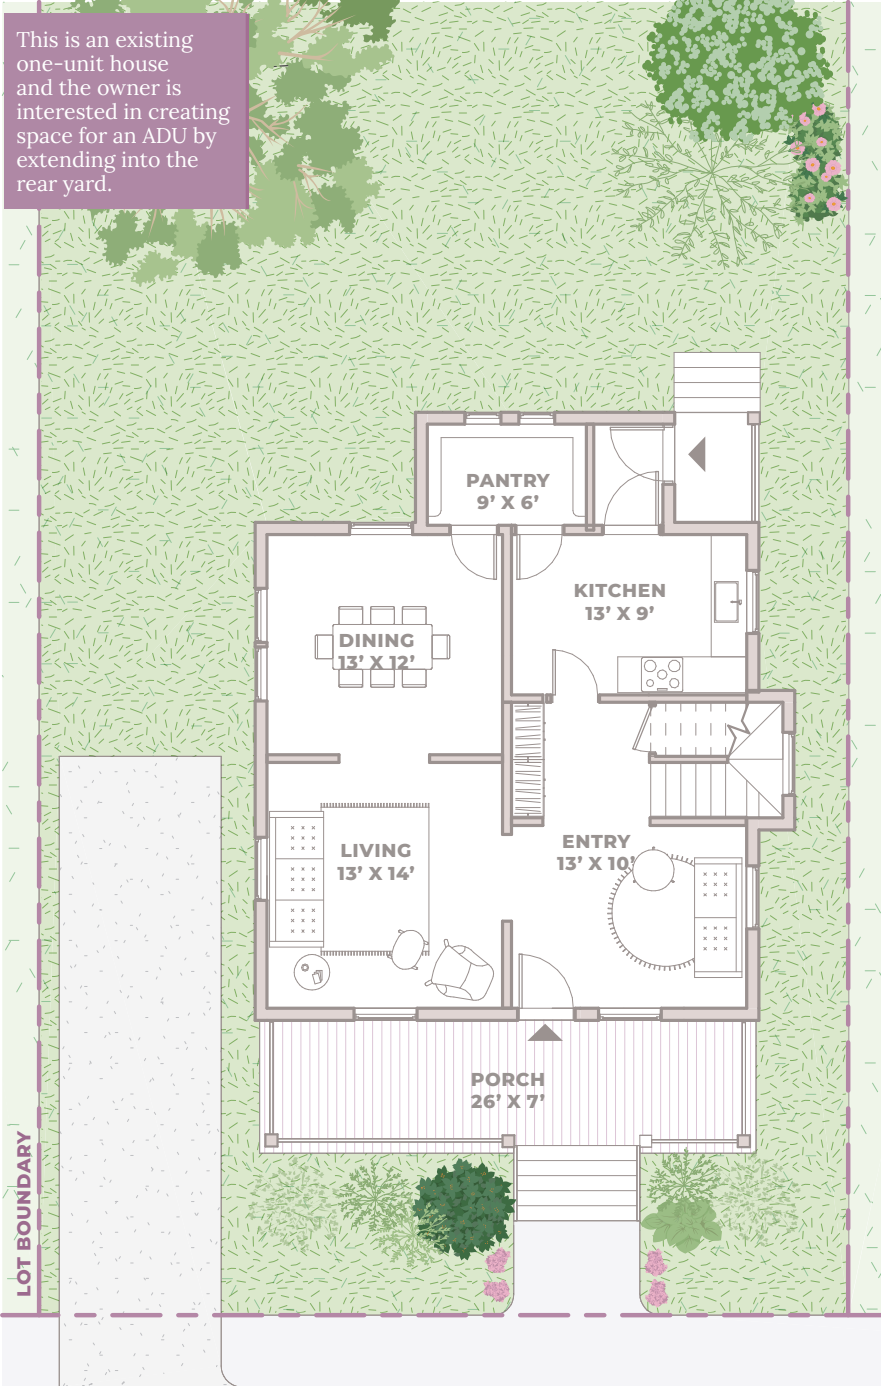 This is an existing
one-unit house
and the owner is
interested in creating
space for an ADU by
extending into the
rear yard.
PANTRY
9’ X 6’
KITCHEN
13’ X 9’
DINING
13’ X 12’
LIVING
13’ X 14’
ENTRY
13’ X 10’
PORCH
26’ X 7’
LOT BOUNDARY